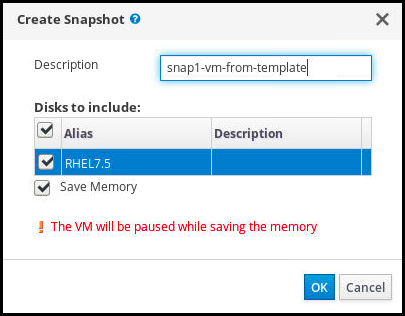 Create Snapshot ?
Description
snap1-vm-from-template
Disks to include:
Alias Description
RHEL7.5
Save Memory
The VM will be paused while saving the memory
OK Cancel